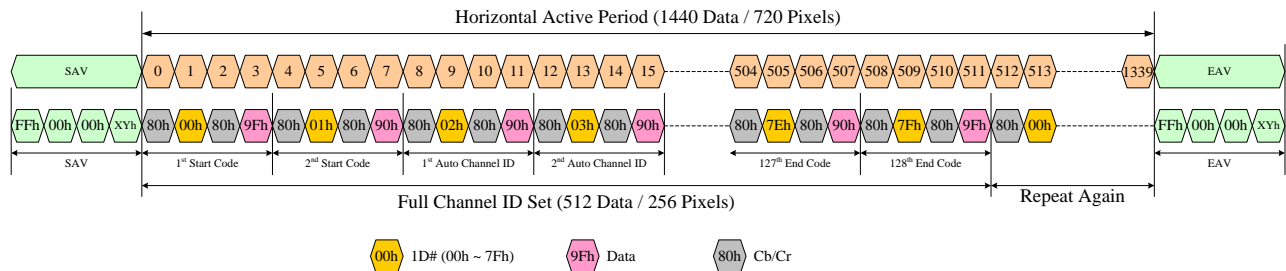 Horizontal Active Period (1440 Data / 720 Pixels)
SAV 0 1 2 3 4 5 6 7 8 9 10 11 12 13 14 15 504 505 506 507 508 509 510 511 512 513 1339 EAV
FFh 00h 00h XYh 80h 00h 80h 9Fh 80h 01h 80h 90h 80h 02h 80h 90h 80h 03h 80h 90h 80h 7Eh 80h 90h 80h 7Fh 80h 9Fh 80h 00h FFh 00h 00h XYh
SAV 1st Start Code 2nd Start Code 1st Auto Channel ID 2nd Auto Channel ID 127th End Code 128th End Code EAV
Full Channel ID Set (512 Data / 256 Pixels) Repeat Again
00h 1D# (00h ~ 7Fh) 9Fh Data 80h Cb/Cr